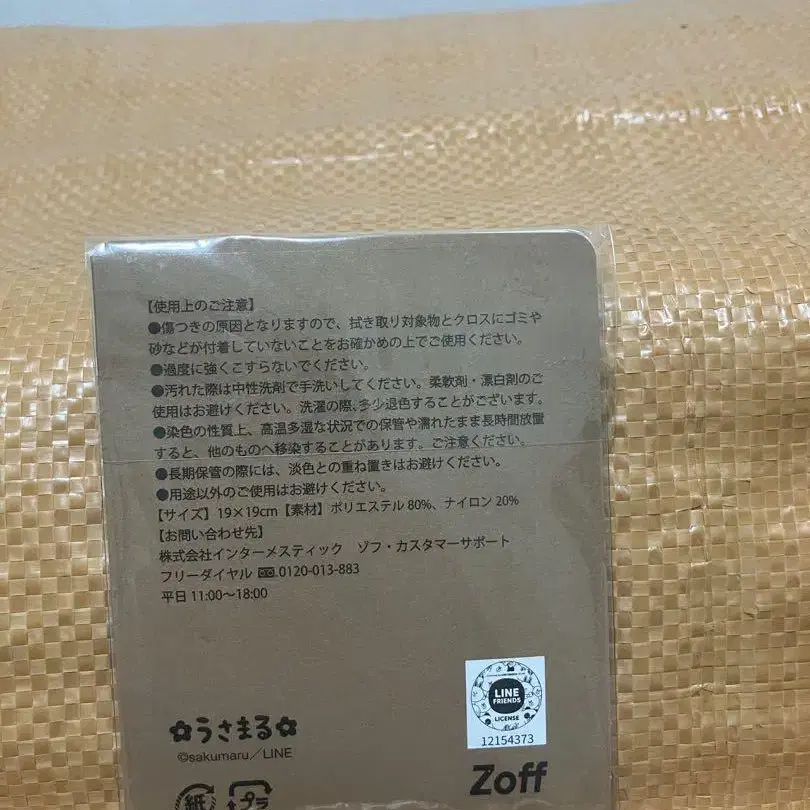 【使用上のご注意】
●傷つきの原因となりますので、拭き取り対象物とクロスにゴミや
砂などが付着していないことをお確かめの上でご使用ください。
●過度に強くこすらないでください。
●汚れた際は中性洗剤で手洗いしてください。柔軟剤・漂白剤のご
使用はお避けください。洗濯の際、多少退色することがございます。
●染色の性質上、高温多湿な状況での保管や濡れたまま長時間放置
すると、他のものへ移染することがあります。ご注意ください。
●長期保管の際には、淡色との重ね置きはお避けください。
●用途以外のご使用はお避けください。
【サイズ】19×19cm【素材】ポリエステル 80%、ナイロン 20%
【お問い合わせ先】
株式会社インターメスティック ゾフ・カスタマーサポート
フリーダイヤル 0120-013-883
平日 11:00～18:00
LINE
FRIENDS
LICENSE
12154373
✿うさまる✿
©sakumaru／LINE
Zoff
紙 プラ